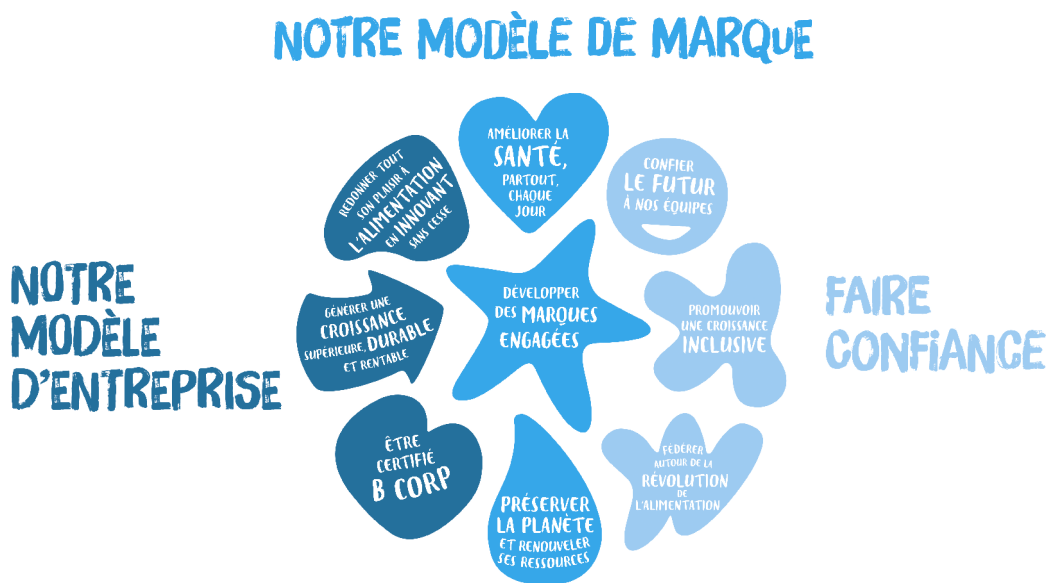 NOTRE MODÈLE DE MARQUE
REDONNER TOUT
SON PLAISIR À
L'ALIMENTATION
EN INNOVANT
SANS CESSE
AMÉLIORER LA
SANTÉ,
PARTOUT,
CHAQUE
JOUR
CONFIER
LE FUTUR
À NOS ÉQUIPES
NOTRE
MODÈLE
D'ENTREPRISE
GÉNÉRER UNE
CROISSANCE
SUPÉRIEURE, DURABLE
ET RENTABLE
DÉVELOPPER
DES MARQUES
ENGAGÉES
PROMOUVOIR
UNE CROISSANCE
INCLUSIVE
FAIRE
CONFIANCE
ÊTRE
CERTIFIÉ
B CORP
PRÉSERVER
LA PLANÈTE
ET RENOUVELER
SES RESSOURCES
FÉDÉRER
AUTOUR DE LA
RÉVOLUTION
DE
L'ALIMENTATION